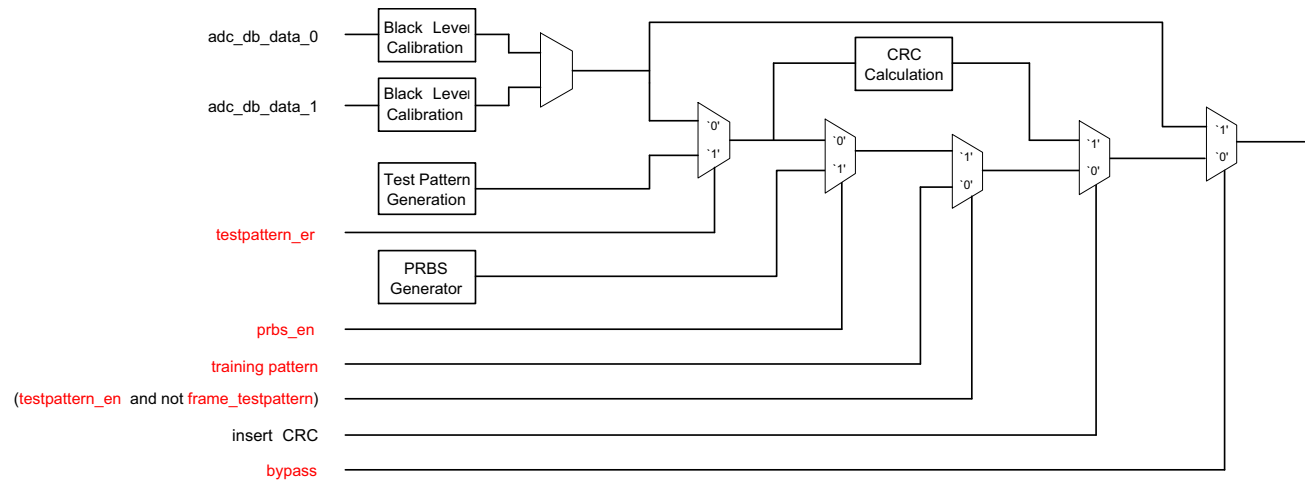 adc_db_data_0
Black Level
Calibration
adc_db_data_1
Black Level
Calibration
CRC
Calculation
`0'
`1'
`0'
`1'
`1'
`0'
`1'
`0'
`1'
`0'
Test Pattern
Generation
testpattern_er
PRBS
Generator
prbs_en
training pattern
(testpattern_en and not frame_testpattern)
insert CRC
bypass